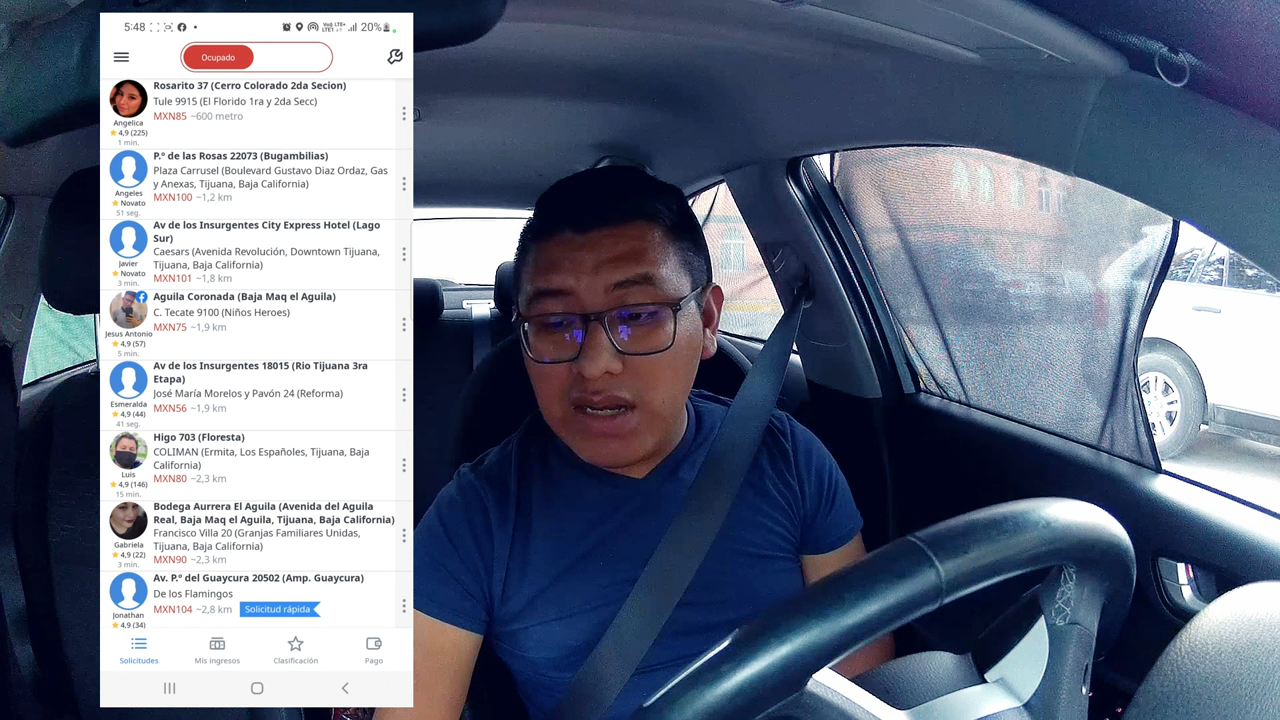 5:48
20%
Ocupado
Rosarito 37 (Cerro Colorado 2da Secion)
Tule 9915 (El Florido 1ra y 2da Secc)
MXN85 ~600 metro
Angelica
4,9 (225)
1 min.
P.º de las Rosas 22073 (Bugambilias)
Plaza Carrusel (Boulevard Gustavo Diaz Ordaz, Gas
y Anexas, Tijuana, Baja California)
MXN100 ~1,2 km
Angeles
Novato
51 seg.
Av de los Insurgentes City Express Hotel (Lago
Sur)
Caesars (Avenida Revolución, Downtown Tijuana,
Tijuana, Baja California)
MXN101 ~1,8 km
Javier
Novato
3 min.
Aguila Coronada (Baja Maq el Aguila)
C. Tecate 9100 (Niños Heroes)
MXN75 ~1,9 km
Jesus Antonio
4,9 (57)
5 min.
Av de los Insurgentes 18015 (Rio Tijuana 3ra
Etapa)
José María Morelos y Pavón 24 (Reforma)
MXN56 ~1,9 km
Esmeralda
4,9 (44)
41 seg.
Higo 703 (Floresta)
COLIMAN (Ermita, Los Españoles, Tijuana, Baja
California)
MXN80 ~2,3 km
Luis
4,9 (146)
15 min.
Bodega Aurrera El Aguila (Avenida del Aguila
Real, Baja Maq el Aguila, Tijuana, Baja California)
Francisco Villa 20 (Granjas Familiares Unidas,
Tijuana, Baja California)
MXN90 ~2,3 km
Gabriela
4,9 (22)
3 min.
Av. P.º del Guaycura 20502 (Amp. Guaycura)
De los Flamingos
MXN104 ~2,8 km Solicitud rápida
Jonathan
4,9 (34)
Solicitudes Mis ingresos Clasificación Pago